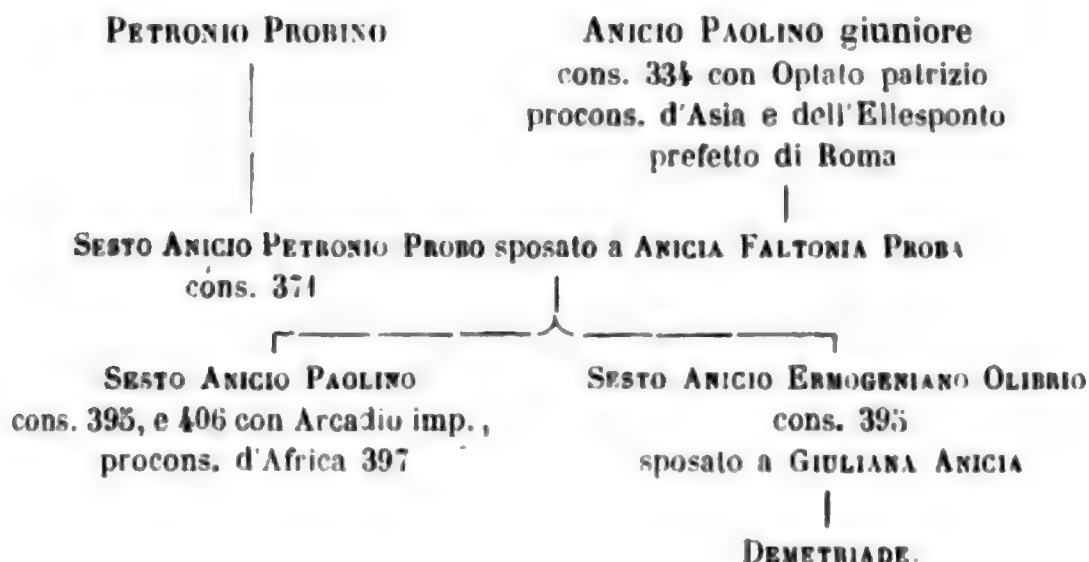 PETRONIO PROBINO
ANICIO PAOLINO giuniore
cons. 334 con Optato patrizio
procons. d'Asia e dell'Ellesponto
prefetto di Roma
SESTO ANICIO PETRONIO PROBO sposato a ANICIA FALTONIA PROBA
cons. 371
SESTO ANICIO PAOLINO
cons. 395, e 406 con Arcadio imp.,
procons. d'Africa 397
SESTO ANICIO ERMOGENIANO OLIBRIO
cons. 395
sposato a GIULIANA ANICIA
DEMETRIADE.